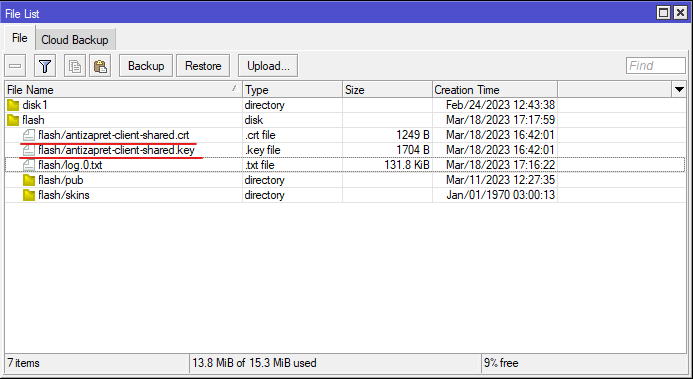 File List
File Cloud Backup
Backup Restore Upload... Find
File Name Type Size Creation Time
disk1 directory Feb/24/2023 12:43:38
flash disk Mar/18/2023 17:17:59
flash/antizapret-client-shared.crt .crt file 1249 B Mar/18/2023 16:42:01
flash/antizapret-client-shared.key .key file 1704 B Mar/18/2023 16:42:01
flash/log.0.txt .txt file 131.8 KiB Mar/18/2023 17:16:22
flash/pub directory Mar/11/2023 12:27:35
flash/skins directory Jan/01/1970 03:00:13
7 items 13.8 MiB of 15.3 MiB used 9% free